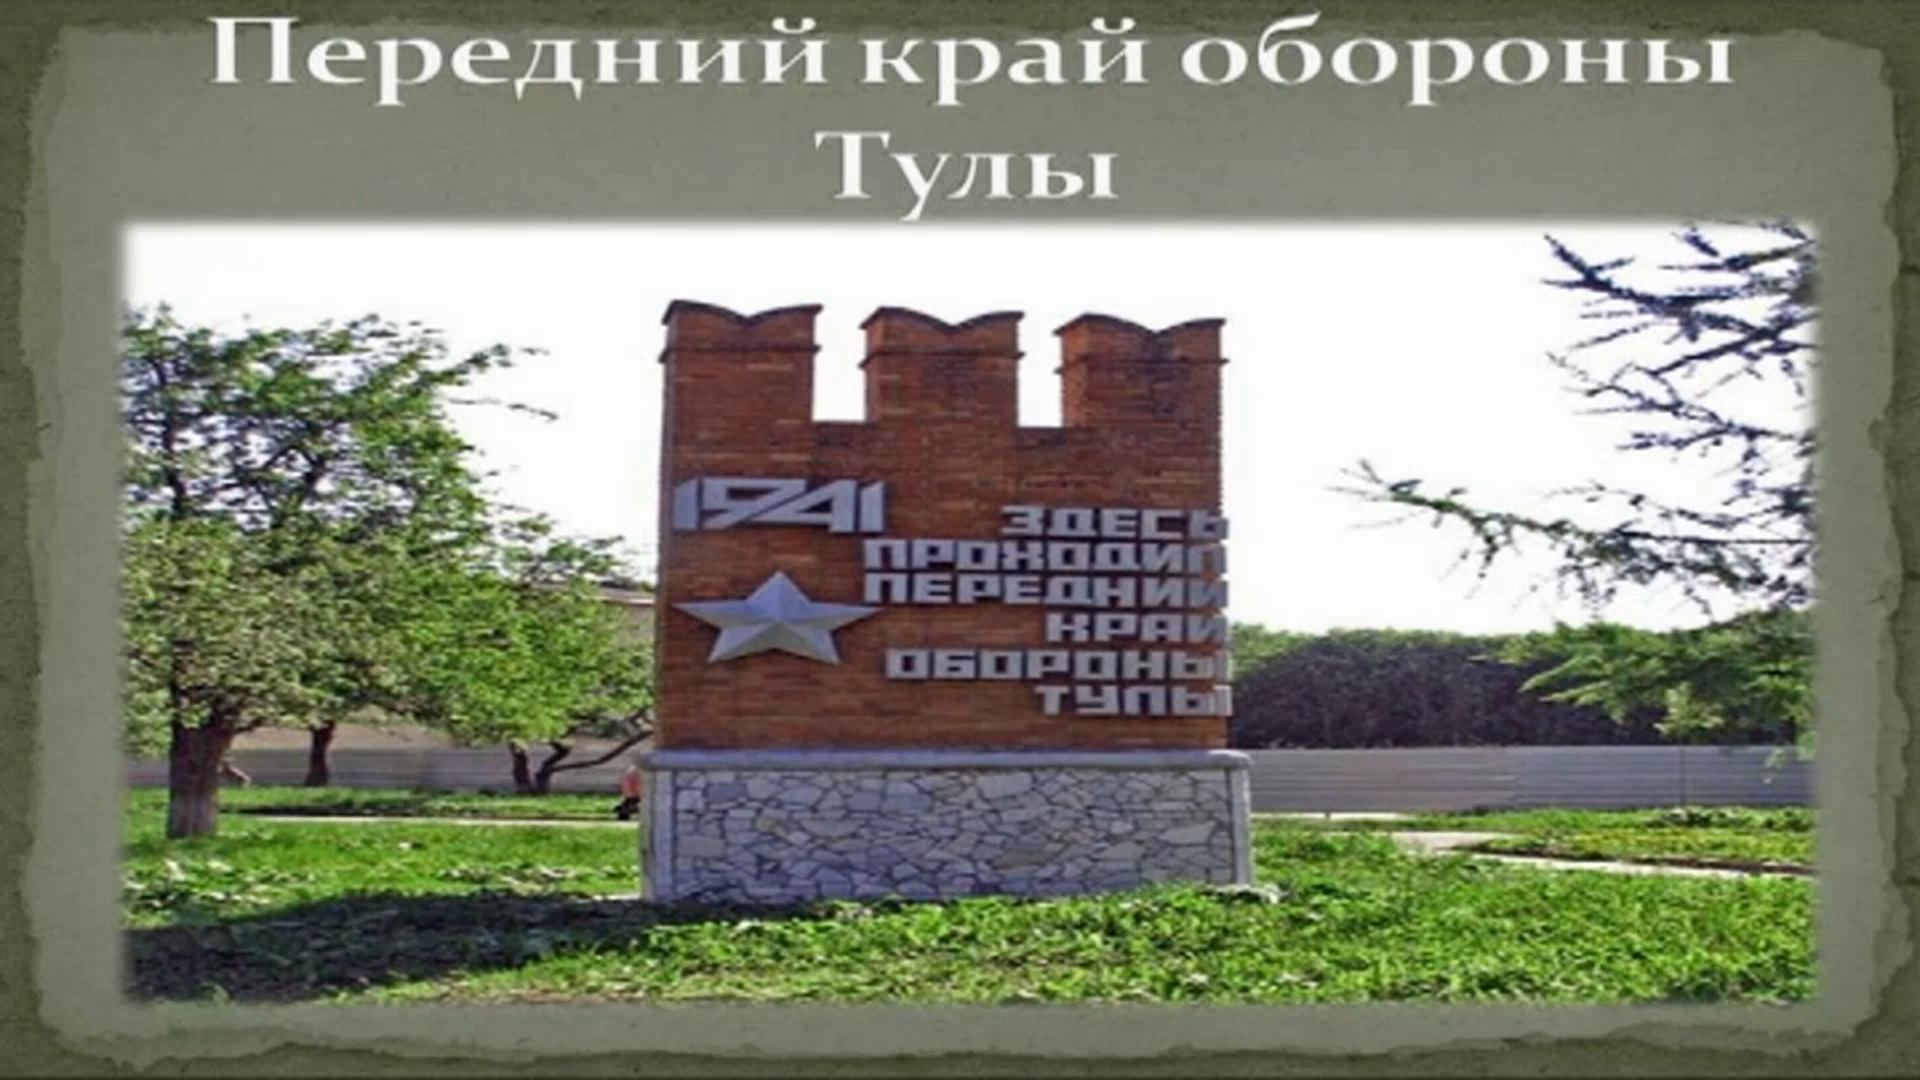 Передний край обороны
Тулы
1941
ЗДЕСЬ
ПРОХОДИЛ
ПЕРЕДНИЙ
КРАЙ
ОБОРОНЫ
ТУЛЫ